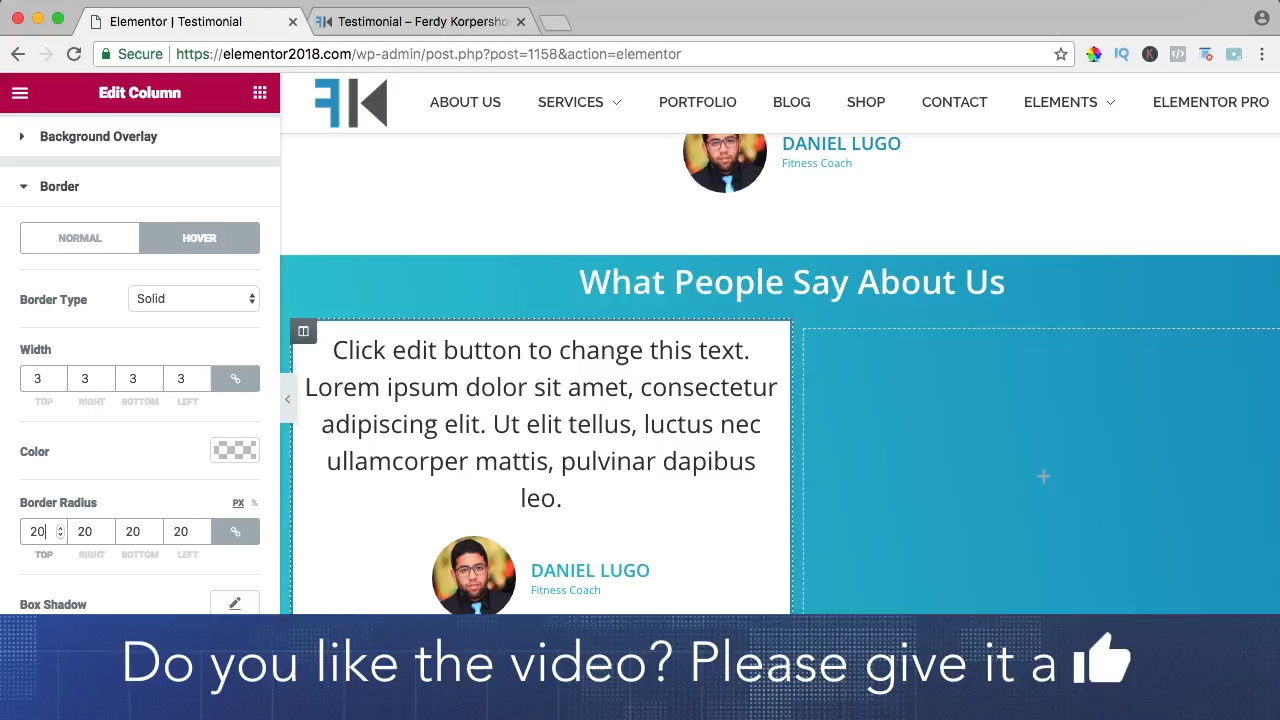 Elementor | Testimonial
Testimonial – Ferdy Korpersho
Secure
https://elementor2018.com/wp-admin/post.php?post=1158&action=elementor
Edit Column
ABOUT US
SERVICES
PORTFOLIO
BLOG
SHOP
CONTACT
ELEMENTS
ELEMENTOR PRO
Background Overlay
DANIEL LUGO
Fitness Coach
Border
NORMAL
HOVER
What People Say About Us
Border Type
Solid
Width
3 3 3 3
TOP RIGHT BOTTOM LEFT
Color
Border Radius
PX %
20 20 20 20
TOP RIGHT BOTTOM LEFT
Box Shadow
Click edit button to change this text.
Lorem ipsum dolor sit amet, consectetur
adipiscing elit. Ut elit tellus, luctus nec
ullamcorper mattis, pulvinar dapibus
leo.
DANIEL LUGO
Fitness Coach
Do you like the video? Please give it a